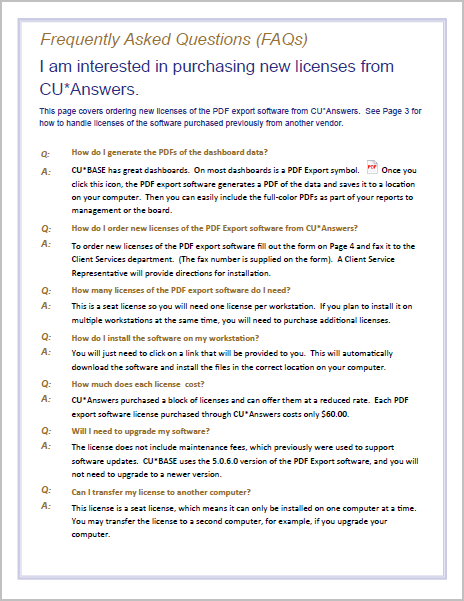 Frequently Asked Questions (FAQs)
I am interested in purchasing new licenses from
CU*Answers.
This page covers ordering new licenses of the PDF export software from CU*Answers.  See Page 3 for
how to handle licenses of the software purchased previously from another vendor.
Q: How do I generate the PDFs of the dashboard data?
A: CU*BASE has great dashboards.  On most dashboards is a PDF Export symbol. PDF Once you
click this icon, the PDF export software generates a PDF of the data and saves it to a location
on your computer.  Then you can easily include the full-color PDFs as part of your reports to
management or the board.
Q: How do I order new licenses of the PDF Export software from CU*Answers?
A: To order new licenses of the PDF export software fill out the form on Page 4 and fax it to the
Client Services department.  (The fax number is supplied on the form).  A Client Service
Representative will provide directions for installation.
Q: How many licenses of the PDF export software do I need?
A: This is a seat license so you will need one license per workstation.  If you plan to install it on
multiple workstations at the same time, you will need to purchase additional licenses.
Q: How do I install the software on my workstation?
A: You will just need to click on a link that will be provided to you.  This will automatically
download the software and install the files in the correct location on your computer.
Q: How much does each license  cost?
A: CU*Answers purchased a block of licenses and can offer them at a reduced rate.  Each PDF
export software license purchased through CU*Answers costs only $60.00.
Q: Will I need to upgrade my software?
A: The license does not include maintenance fees, which previously were used to support
software updates.  CU*BASE uses the 5.0.6.0 version of the PDF Export software, and you will
not need to upgrade to a newer version.
Q: Can I transfer my license to another computer?
A: This license is a seat license, which means it can only be installed on one computer at a time.
You may transfer the license to a second computer, for example, if you upgrade your
computer.